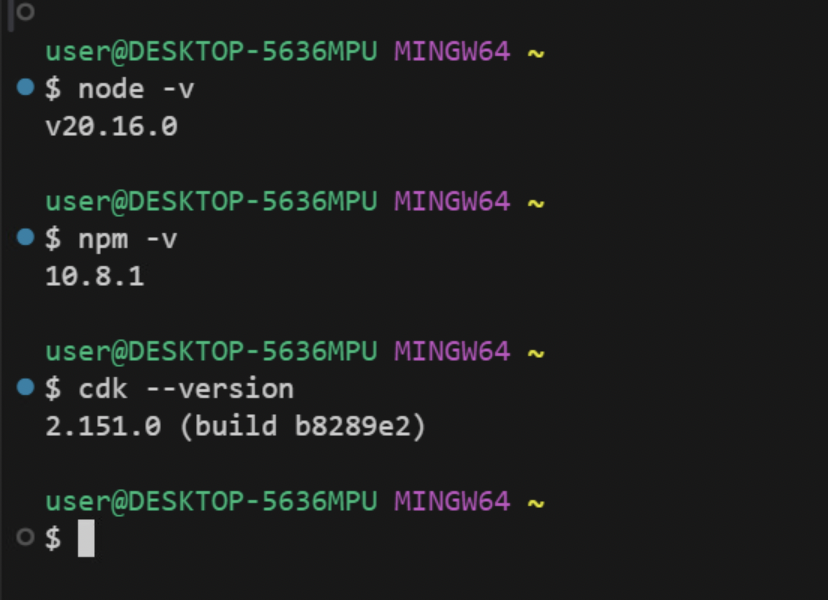 user@DESKTOP-5636MPU MINGW64 ~
$ node -v
v20.16.0
user@DESKTOP-5636MPU MINGW64 ~
$ npm -v
10.8.1
user@DESKTOP-5636MPU MINGW64 ~
$ cdk --version
2.151.0 (build b8289e2)
user@DESKTOP-5636MPU MINGW64 ~
$